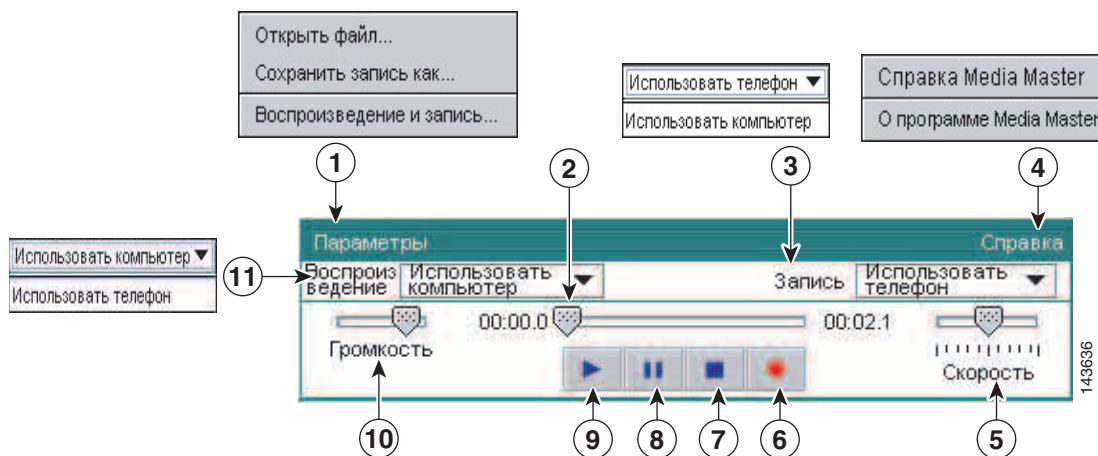 Открыть файл...
Сохранить запись как...
Воспроизведение и запись...
Использовать телефон
Использовать компьютер
Справка Media Master
О программе Media Master
1
2
3
4
Параметры
Справка
Использовать компьютер
Использовать телефон
11
Воспроиз
ведение
Использовать
компьютер
Запись
Использовать
телефон
00:00.0
00:02.1
Громкость
Скорость
143636
10
9
8
7
6
5